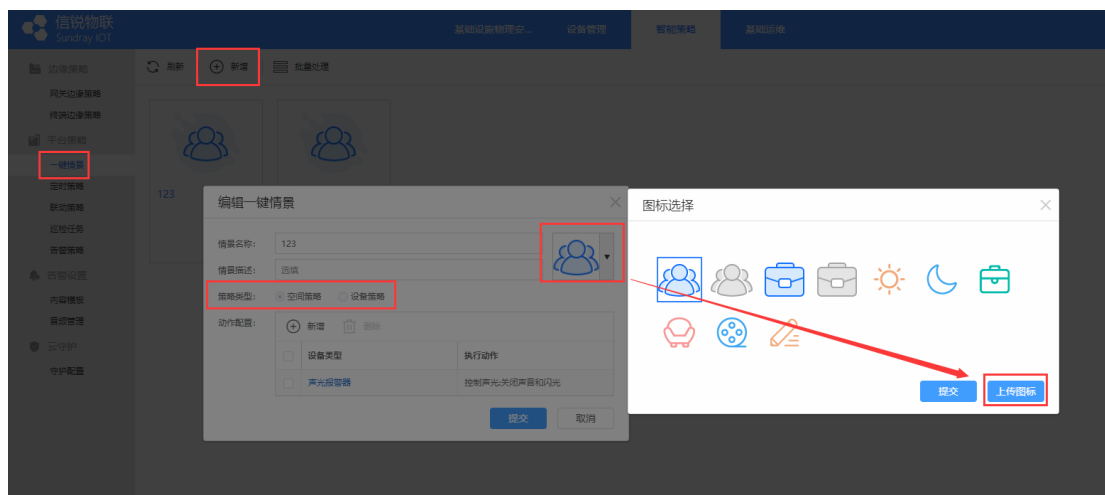 信锐物联
Sundray IOT
基础设施物理安... 设备管理 智能策略 基础运维
刷新 新增 批量处理
边缘策略
网关边缘策略
终端边缘策略
平台策略
一键情景
定时策略
联动策略
巡检任务
告警策略
告警设置
内容模板
音频管理
云守护
守护配置
123
编辑一键情景
情景名称: 123
情景描述: 选填
策略类型: 空间策略 设备策略
动作配置: 新增 删除
设备类型 执行动作
声光报警器 控制声光:关闭声音和闪光
提交 取消
图标选择
提交 上传图标